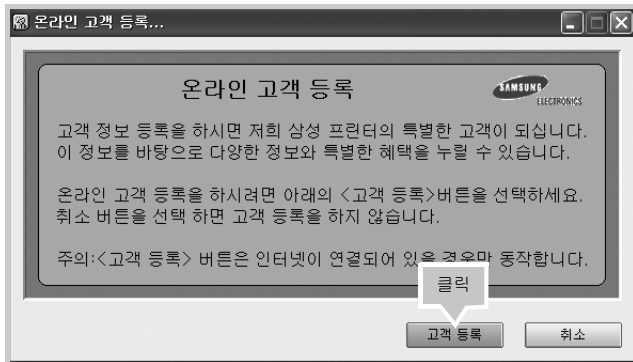 온라인 고객 등록...
온라인 고객 등록
SAMSUNG
ELECTRONICS
고객 정보 등록을 하시면 저희 삼성 프린터의 특별한 고객이 되십니다.
이 정보를 바탕으로 다양한 정보와 특별한 혜택을 누릴 수 있습니다.
온라인 고객 등록을 하시려면 아래의 <고객 등록>버튼을 선택하세요.
취소 버튼을 선택 하면 고객 등록을 하지 않습니다.
주의:<고객 등록> 버튼은 인터넷이 연결되어 있을 경우만 동작합니다.
클릭
고객 등록
취소